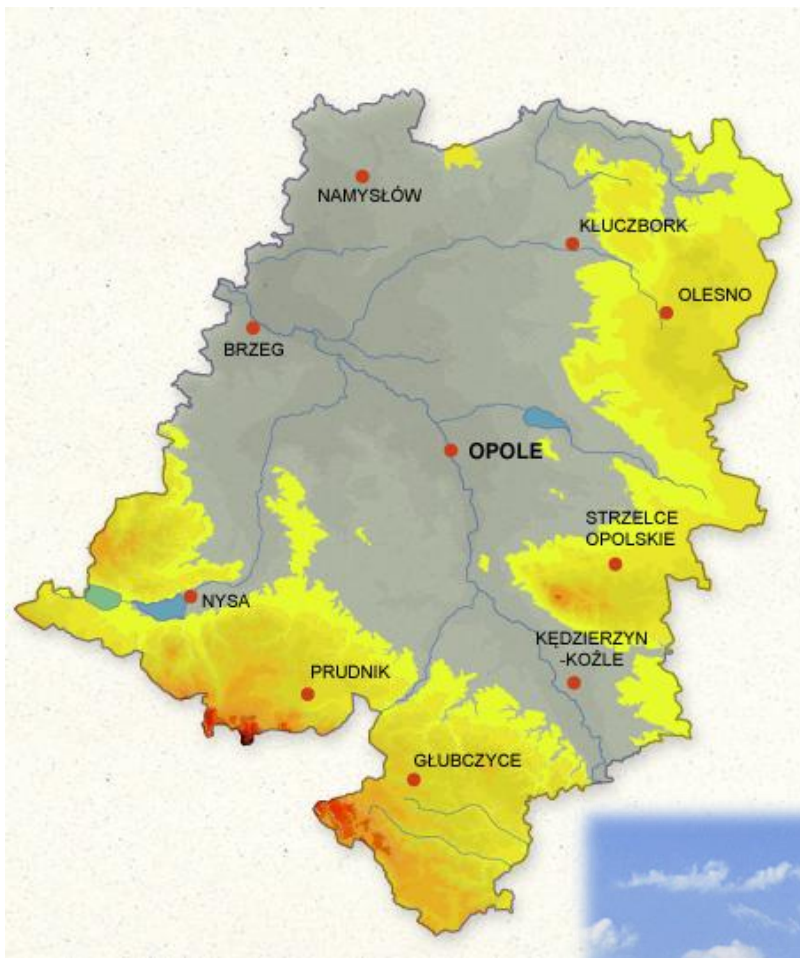 NAMYSŁÓW
KLUCZBORK
OLESNO
BRZEG
OPOLE
STRZELCE
OPOLSKIE
NYSA
KĘDZIERZYN
-KOŹLE
PRUDNIK
GŁUBCZYCE